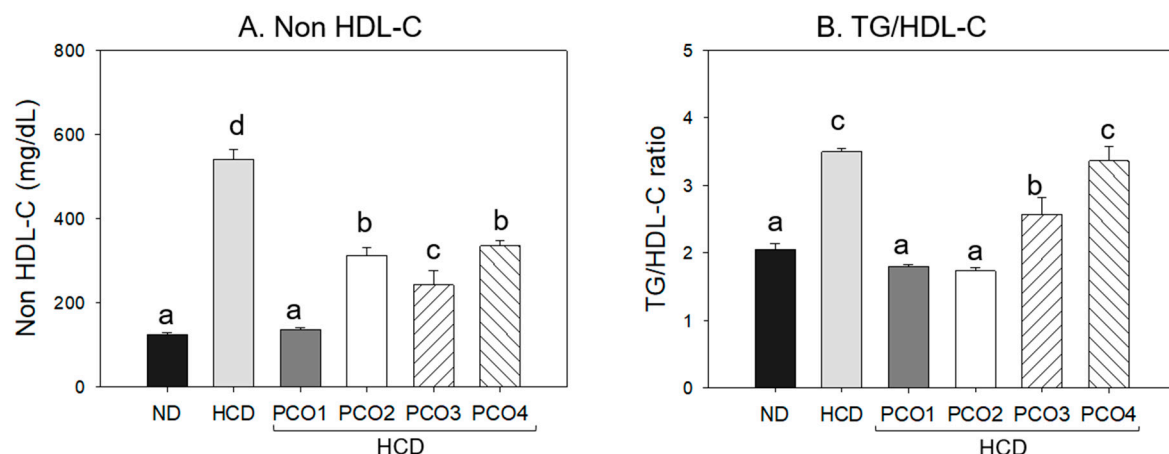 A. Non HDL-C
Non HDL-C (mg/dL)
800
600
400
200
0
a
d
a
b
c
b
ND HCD PCO1 PCO2 PCO3 PCO4
HCD
B. TG/HDL-C
TG/HDL-C ratio
5
4
3
2
1
0
a
c
a
a
b
c
ND HCD PCO1 PCO2 PCO3 PCO4
HCD